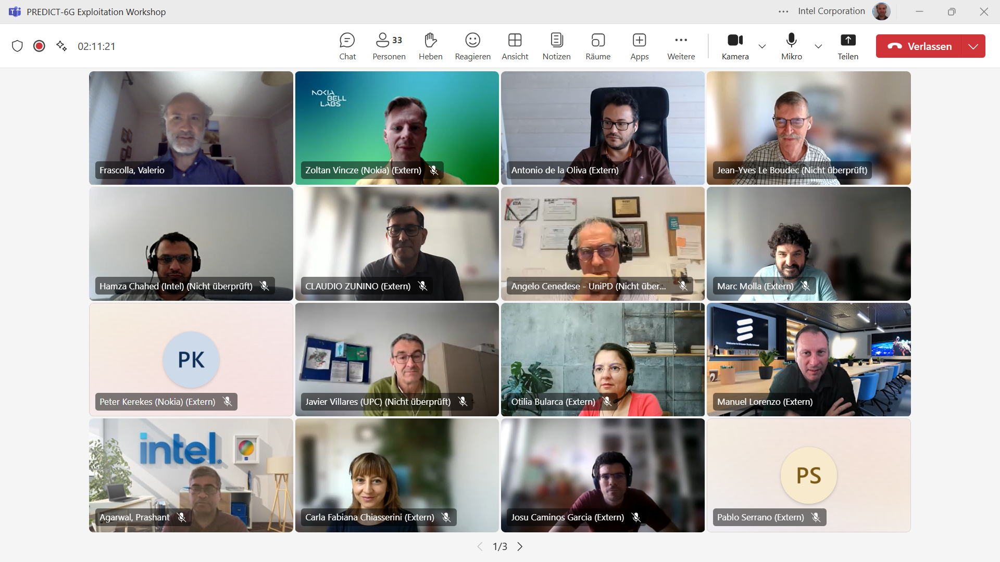 PREDICT-6G Exploitation Workshop
Intel Corporation
02:11:21
Chat
33
Personen
Heben
Reagieren
Ansicht
Notizen
Räume
Apps
Weitere
Kamera
Mikro
Teilen
Verlassen
Frascolla, Valerio
NOKIA
BELL
LABS
Zoltan Vincze (Nokia) (Extern)
Antonio de la Oliva (Extern)
Jean-Yves Le Boudec (Nicht überprüft)
Hamza Chahed (Intel) (Nicht überprüft)
CLAUDIO ZUNINO (Extern)
Angelo Cenedese - UniPD (Nicht über...
Marc Molla (Extern)
PK
Peter Kerekes (Nokia) (Extern)
Javier Villares (UPC) (Nicht überprüft)
Otilia Bularca (Extern)
Manuel Lorenzo (Extern)
intel.
Agarwal, Prashant
Carla Fabiana Chiasserini (Extern)
Josu Caminos Garcia (Extern)
PS
Pablo Serrano (Extern)
1/3